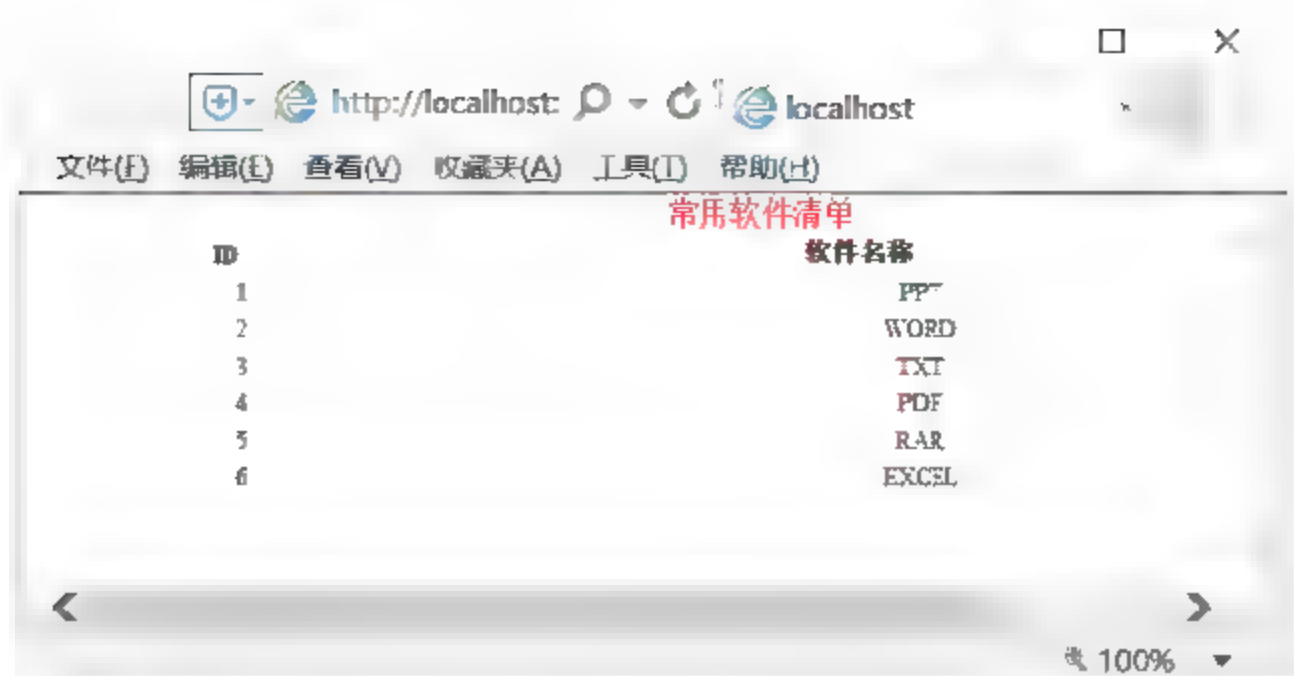 http://localhost: localhost
文件(F) 编辑(E) 查看(V) 收藏夹(A) 工具(T) 帮助(H)
常用软件清单
ID 软件名称
1 PPT
2 WORD
3 TXT
4 PDF
5 RAR
6 EXCEL
100%